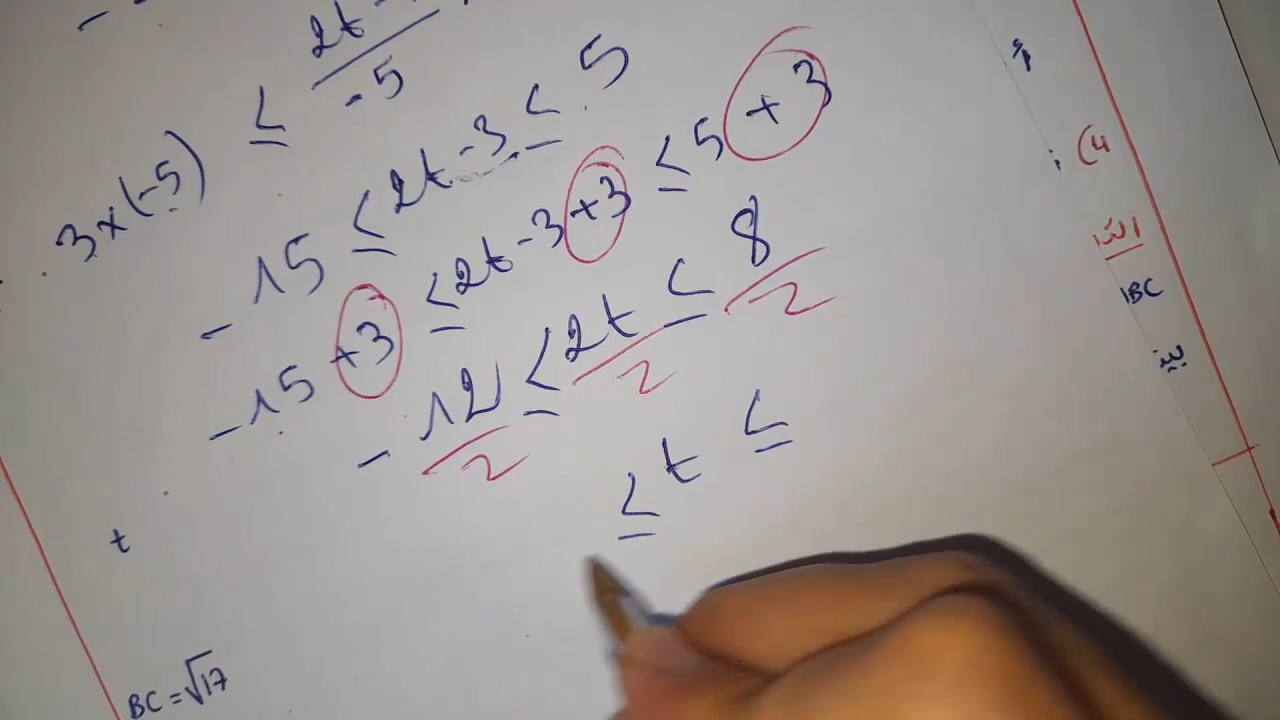 2t
3×(-5) ≤ -5
-15 ≤ 2t-3 ≤ 5
-15+3 ≤ 2t-3+3 ≤ 5+3
-12/2 ≤ 2t/2 ≤ 8/2
≤ t ≤
t
BC = √17
4)
BC